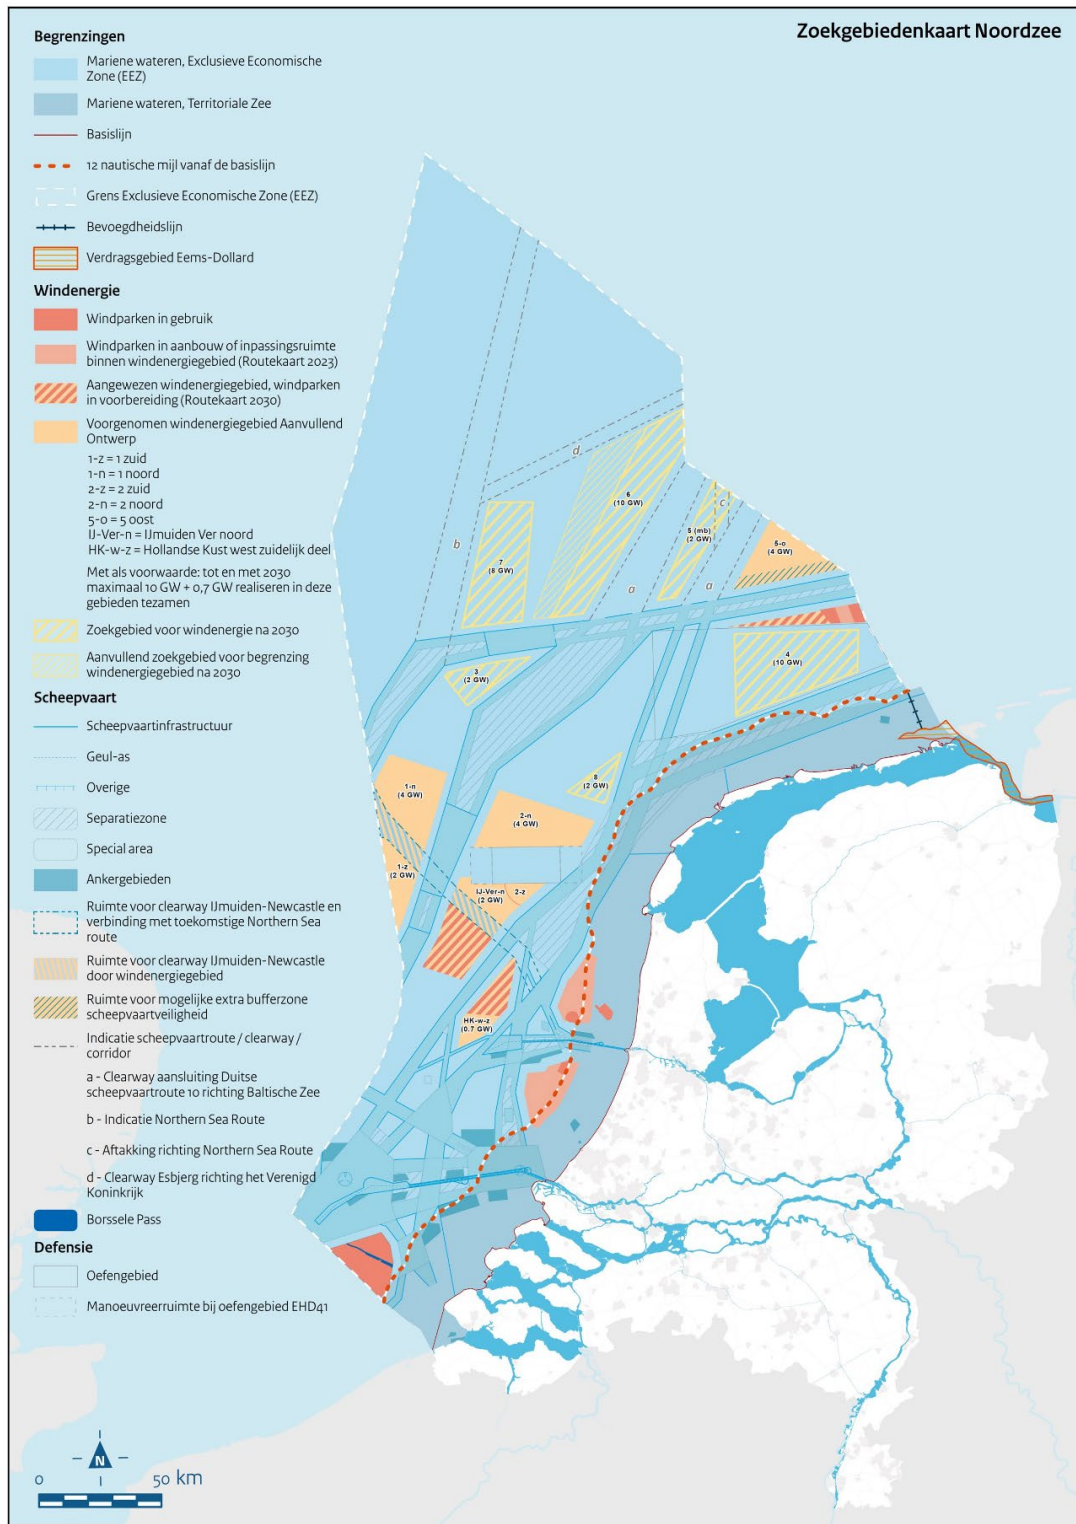 Zoekgebiedenkaart Noordzee
Begrenzingen
Mariene wateren, Exclusieve Economische
Zone (EEZ)
Mariene wateren, Territoriale Zee
Basislijn
12 nautische mijl vanaf de basislijn
Grens Exclusieve Economische Zone (EEZ)
Bevoegdheidslijn
Verdragsgebied Eems-Dollard
Windenergie
Windparken in gebruik
Windparken in aanbouw of inpassingsruimte
binnen windenergiegebied (Routekaart 2023)
Aangewezen windenergiegebied, windparken
in voorbereiding (Routekaart 2030)
Voorgenomen windenergiegebied Aanvullend
Ontwerp
1-z = 1 zuid
1-n = 1 noord
2-z = 2 zuid
2-n = 2 noord
5-o = 5 oost
IJ-Ver-n = IJmuiden Ver noord
HK-w-z = Hollandse Kust west zuidelijk deel
Met als voorwaarde: tot en met 2030
maximaal 10 GW + 0,7 GW realiseren in deze
gebieden tezamen
Zoekgebied voor windenergie na 2030
Aanvullend zoekgebied voor begrenzing
windenergiegebied na 2030
Scheepvaart
Scheepvaartinfrastructuur
Geul-as
Overige
Separatiezone
Special area
Ankergebieden
Ruimte voor clearway IJmuiden-Newcastle en
verbinding met toekomstige Northern Sea
route
Ruimte voor clearway IJmuiden-Newcastle
door windenergiegebied
Ruimte voor mogelijke extra bufferzone
scheepvaartveiligheid
Indicatie scheepvaartroute / clearway /
corridor
a - Clearway aansluiting Duitse
scheepvaartroute 10 richting Baltische Zee
b - Indicatie Northern Sea Route
c - Aftakking richting Northern Sea Route
d - Clearway Esbjerg richting het Verenigd
Koninkrijk
Borssele Pass
Defensie
Oefengebied
Manoeuvreerruimte bij oefengebied EHD41
N
0
50 km
d
6
(10 GW)
c
5 (mb)
(2 GW)
b
7
(8 GW)
5-o
(4 GW)
a
a
4
(10 GW)
3
(2 GW)
8
(2 GW)
1-n
(4 GW)
2-n
(4 GW)
1-z
(2 GW)
IJ-Ver-n
(2 GW)
2-z
HK-w-z
(0.7 GW)